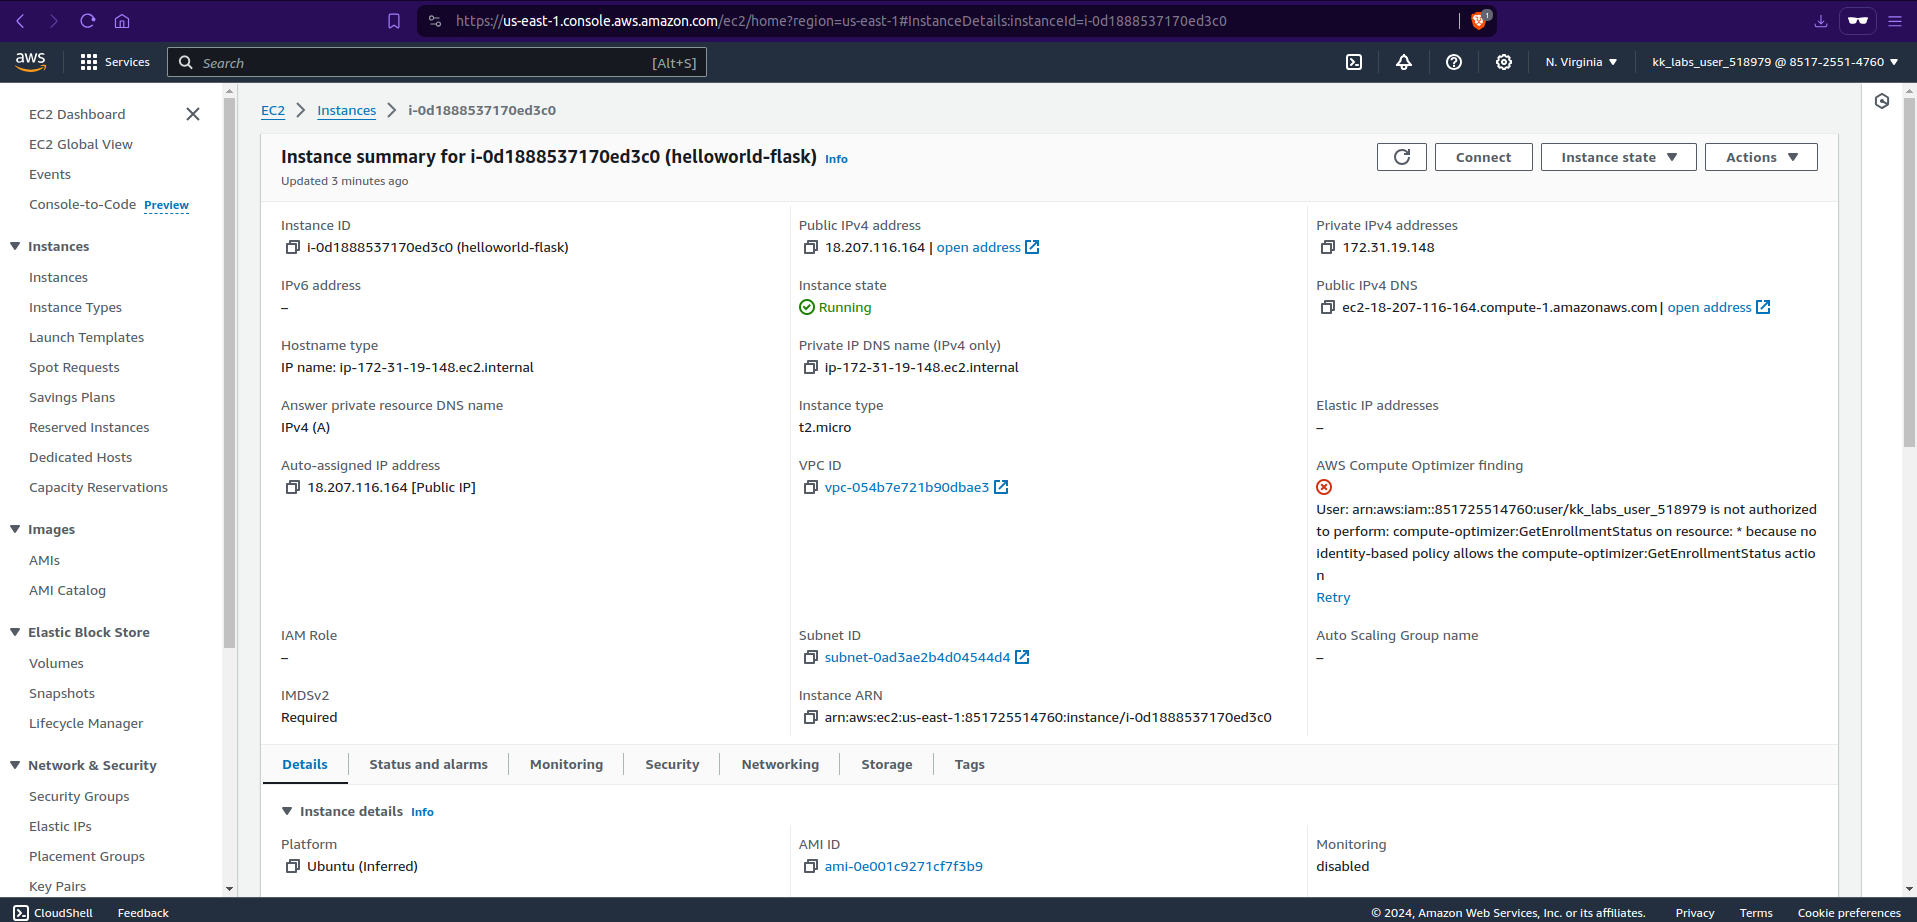 https://us-east-1.console.aws.amazon.com/ec2/home?region=us-east-1#InstanceDetails:instanceId=i-0d1888537170ed3c0
1
aws
Services
Search
[Alt+S]
N. Virginia
kk_labs_user_518979 @ 8517-2551-4760
EC2 Dashboard
EC2 Global View
Events
Console-to-Code Preview
Instances
Instances
Instance Types
Launch Templates
Spot Requests
Savings Plans
Reserved Instances
Dedicated Hosts
Capacity Reservations
Images
AMIs
AMI Catalog
Elastic Block Store
Volumes
Snapshots
Lifecycle Manager
Network & Security
Security Groups
Elastic IPs
Placement Groups
Key Pairs
EC2
Instances
i-0d1888537170ed3c0
Instance summary for i-0d1888537170ed3c0 (helloworld-flask) Info
Updated 3 minutes ago
Connect
Instance state
Actions
Instance ID
i-0d1888537170ed3c0 (helloworld-flask)
Public IPv4 address
18.207.116.164 | open address
Private IPv4 addresses
172.31.19.148
IPv6 address
–
Instance state
Running
Public IPv4 DNS
ec2-18-207-116-164.compute-1.amazonaws.com | open address
Hostname type
IP name: ip-172-31-19-148.ec2.internal
Private IP DNS name (IPv4 only)
ip-172-31-19-148.ec2.internal
Answer private resource DNS name
IPv4 (A)
Instance type
t2.micro
Elastic IP addresses
–
Auto-assigned IP address
18.207.116.164 [Public IP]
VPC ID
vpc-054b7e721b90dbae3
AWS Compute Optimizer finding
User: arn:aws:iam::851725514760:user/kk_labs_user_518979 is not authorized
to perform: compute-optimizer:GetEnrollmentStatus on resource: * because no
identity-based policy allows the compute-optimizer:GetEnrollmentStatus actio
n
Retry
IAM Role
–
Subnet ID
subnet-0ad3ae2b4d04544d4
Auto Scaling Group name
–
IMDSv2
Required
Instance ARN
arn:aws:ec2:us-east-1:851725514760:instance/i-0d1888537170ed3c0
Details
Status and alarms
Monitoring
Security
Networking
Storage
Tags
Instance details Info
Platform
Ubuntu (Inferred)
AMI ID
ami-0e001c9271cf7f3b9
Monitoring
disabled
CloudShell
Feedback
© 2024, Amazon Web Services, Inc. or its affiliates.
Privacy
Terms
Cookie preferences